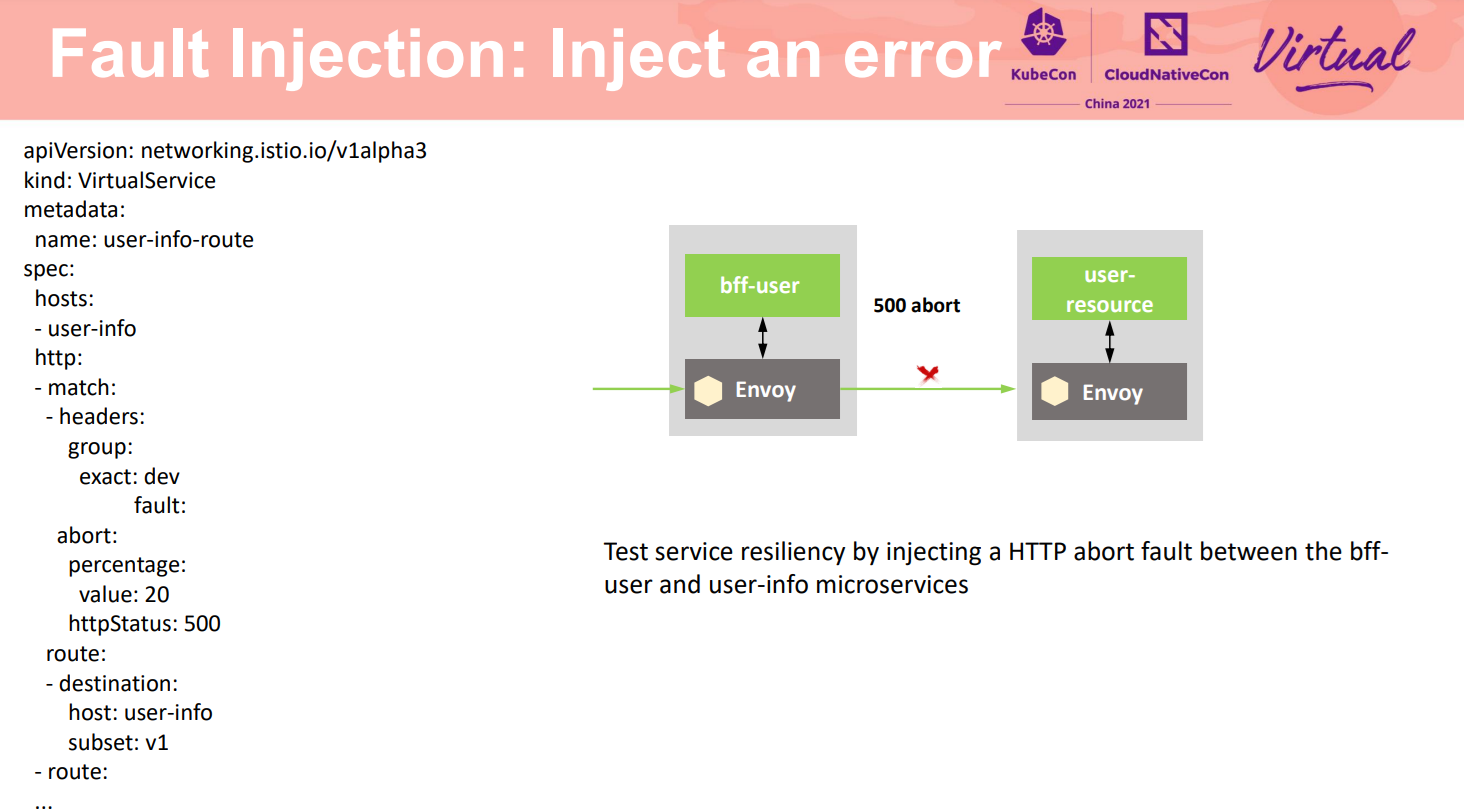 Fault Injection: Inject an error
KubeCon
CloudNativeCon
China 2021
Virtual
apiVersion: networking.istio.io/v1alpha3
kind: VirtualService
metadata:
  name: user-info-route
spec:
  hosts:
  - user-info
  http:
  - match:
    - headers:
        group:
          exact: dev
                    fault:
      abort:
        percentage:
          value: 20
        httpStatus: 500
    route:
    - destination:
        host: user-info
        subset: v1
  - route:
  ...
bff-user
Envoy
500 abort
user-
resource
Envoy
Test service resiliency by injecting a HTTP abort fault between the bff-
user and user-info microservices